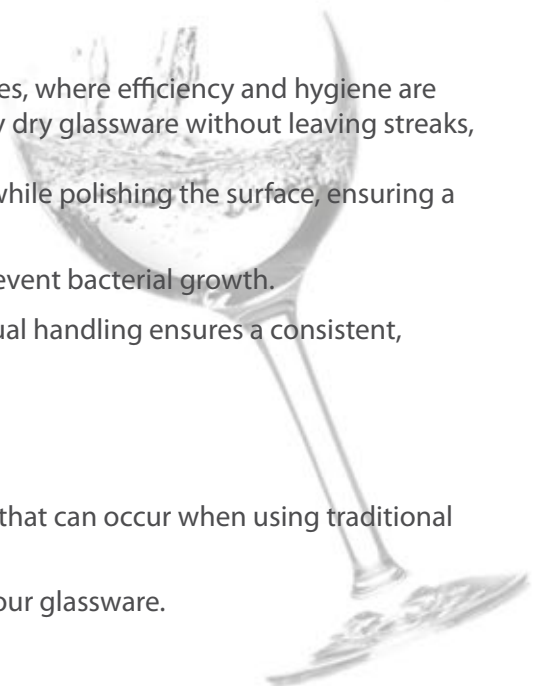 es, where efficiency and hygiene are
y dry glassware without leaving streaks,
while polishing the surface, ensuring a
event bacterial growth.
ual handling ensures a consistent,
that can occur when using traditional
our glassware.